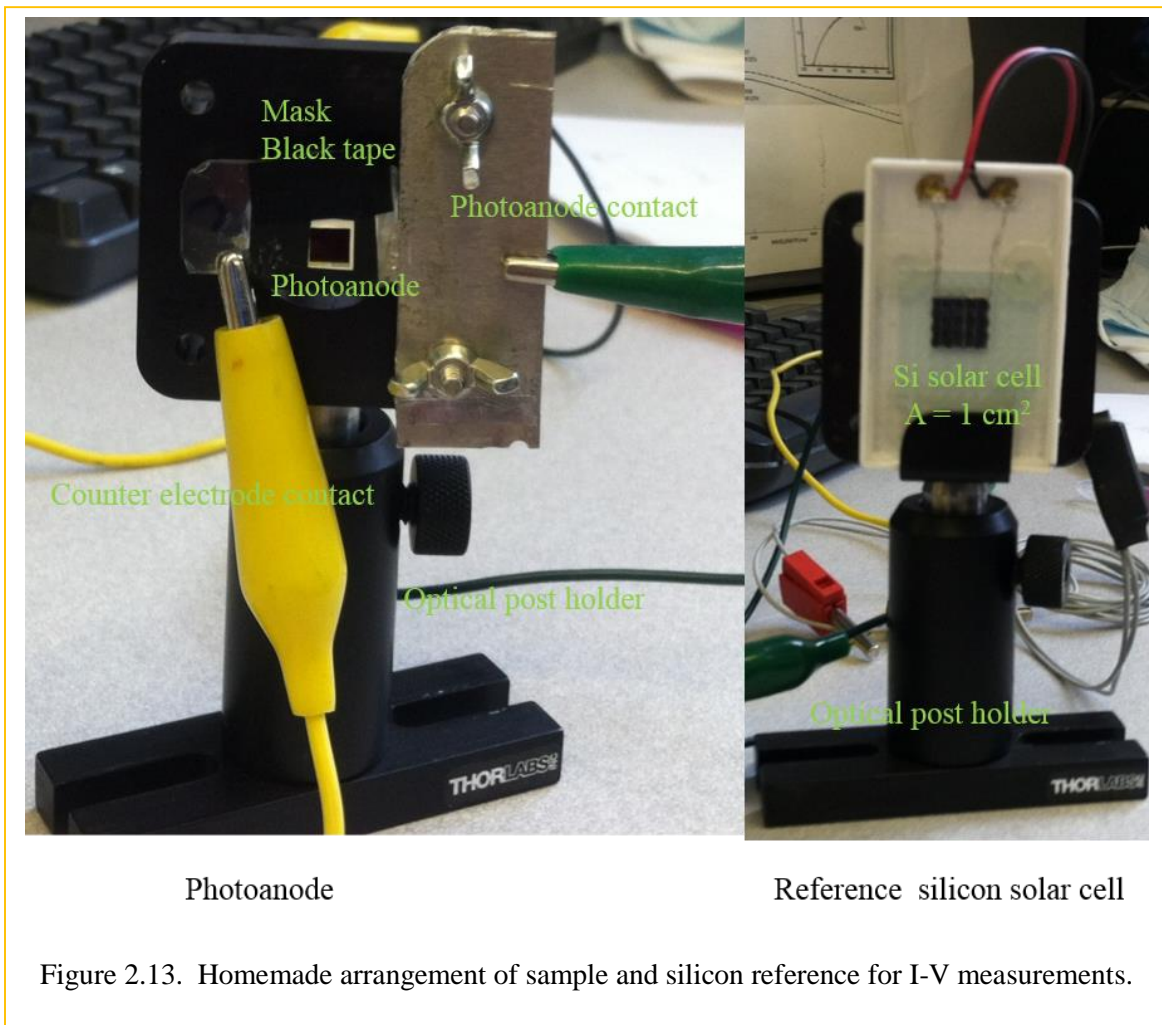 Mask
Black tape
Photoanode contact
Photoanode
Counter electrode contact
Optical post holder
THORLABS
Si solar cell
A = 1 cm²
Optical post holder
THORLABS
Photoanode
Reference silicon solar cell
Figure 2.13. Homemade arrangement of sample and silicon reference for I-V measurements.